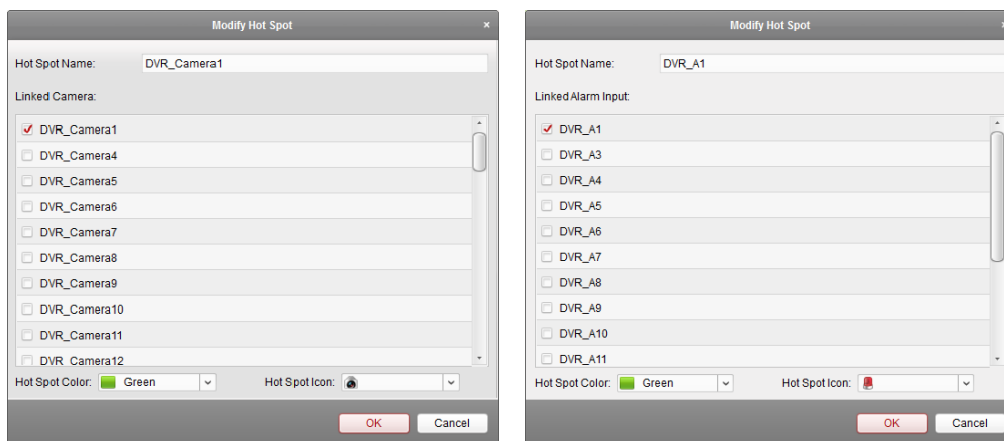 Modify Hot Spot ×
Hot Spot Name: DVR_Camera1
Linked Camera:
DVR_Camera1
DVR_Camera4
DVR_Camera5
DVR_Camera6
DVR_Camera7
DVR_Camera8
DVR_Camera9
DVR_Camera10
DVR_Camera11
DVR_Camera12
Hot Spot Color: Green Hot Spot Icon:
OK Cancel
Modify Hot Spot ×
Hot Spot Name: DVR_A1
Linked Alarm Input:
DVR_A1
DVR_A3
DVR_A4
DVR_A5
DVR_A6
DVR_A7
DVR_A8
DVR_A9
DVR_A10
DVR_A11
Hot Spot Color: Green Hot Spot Icon:
OK Cancel